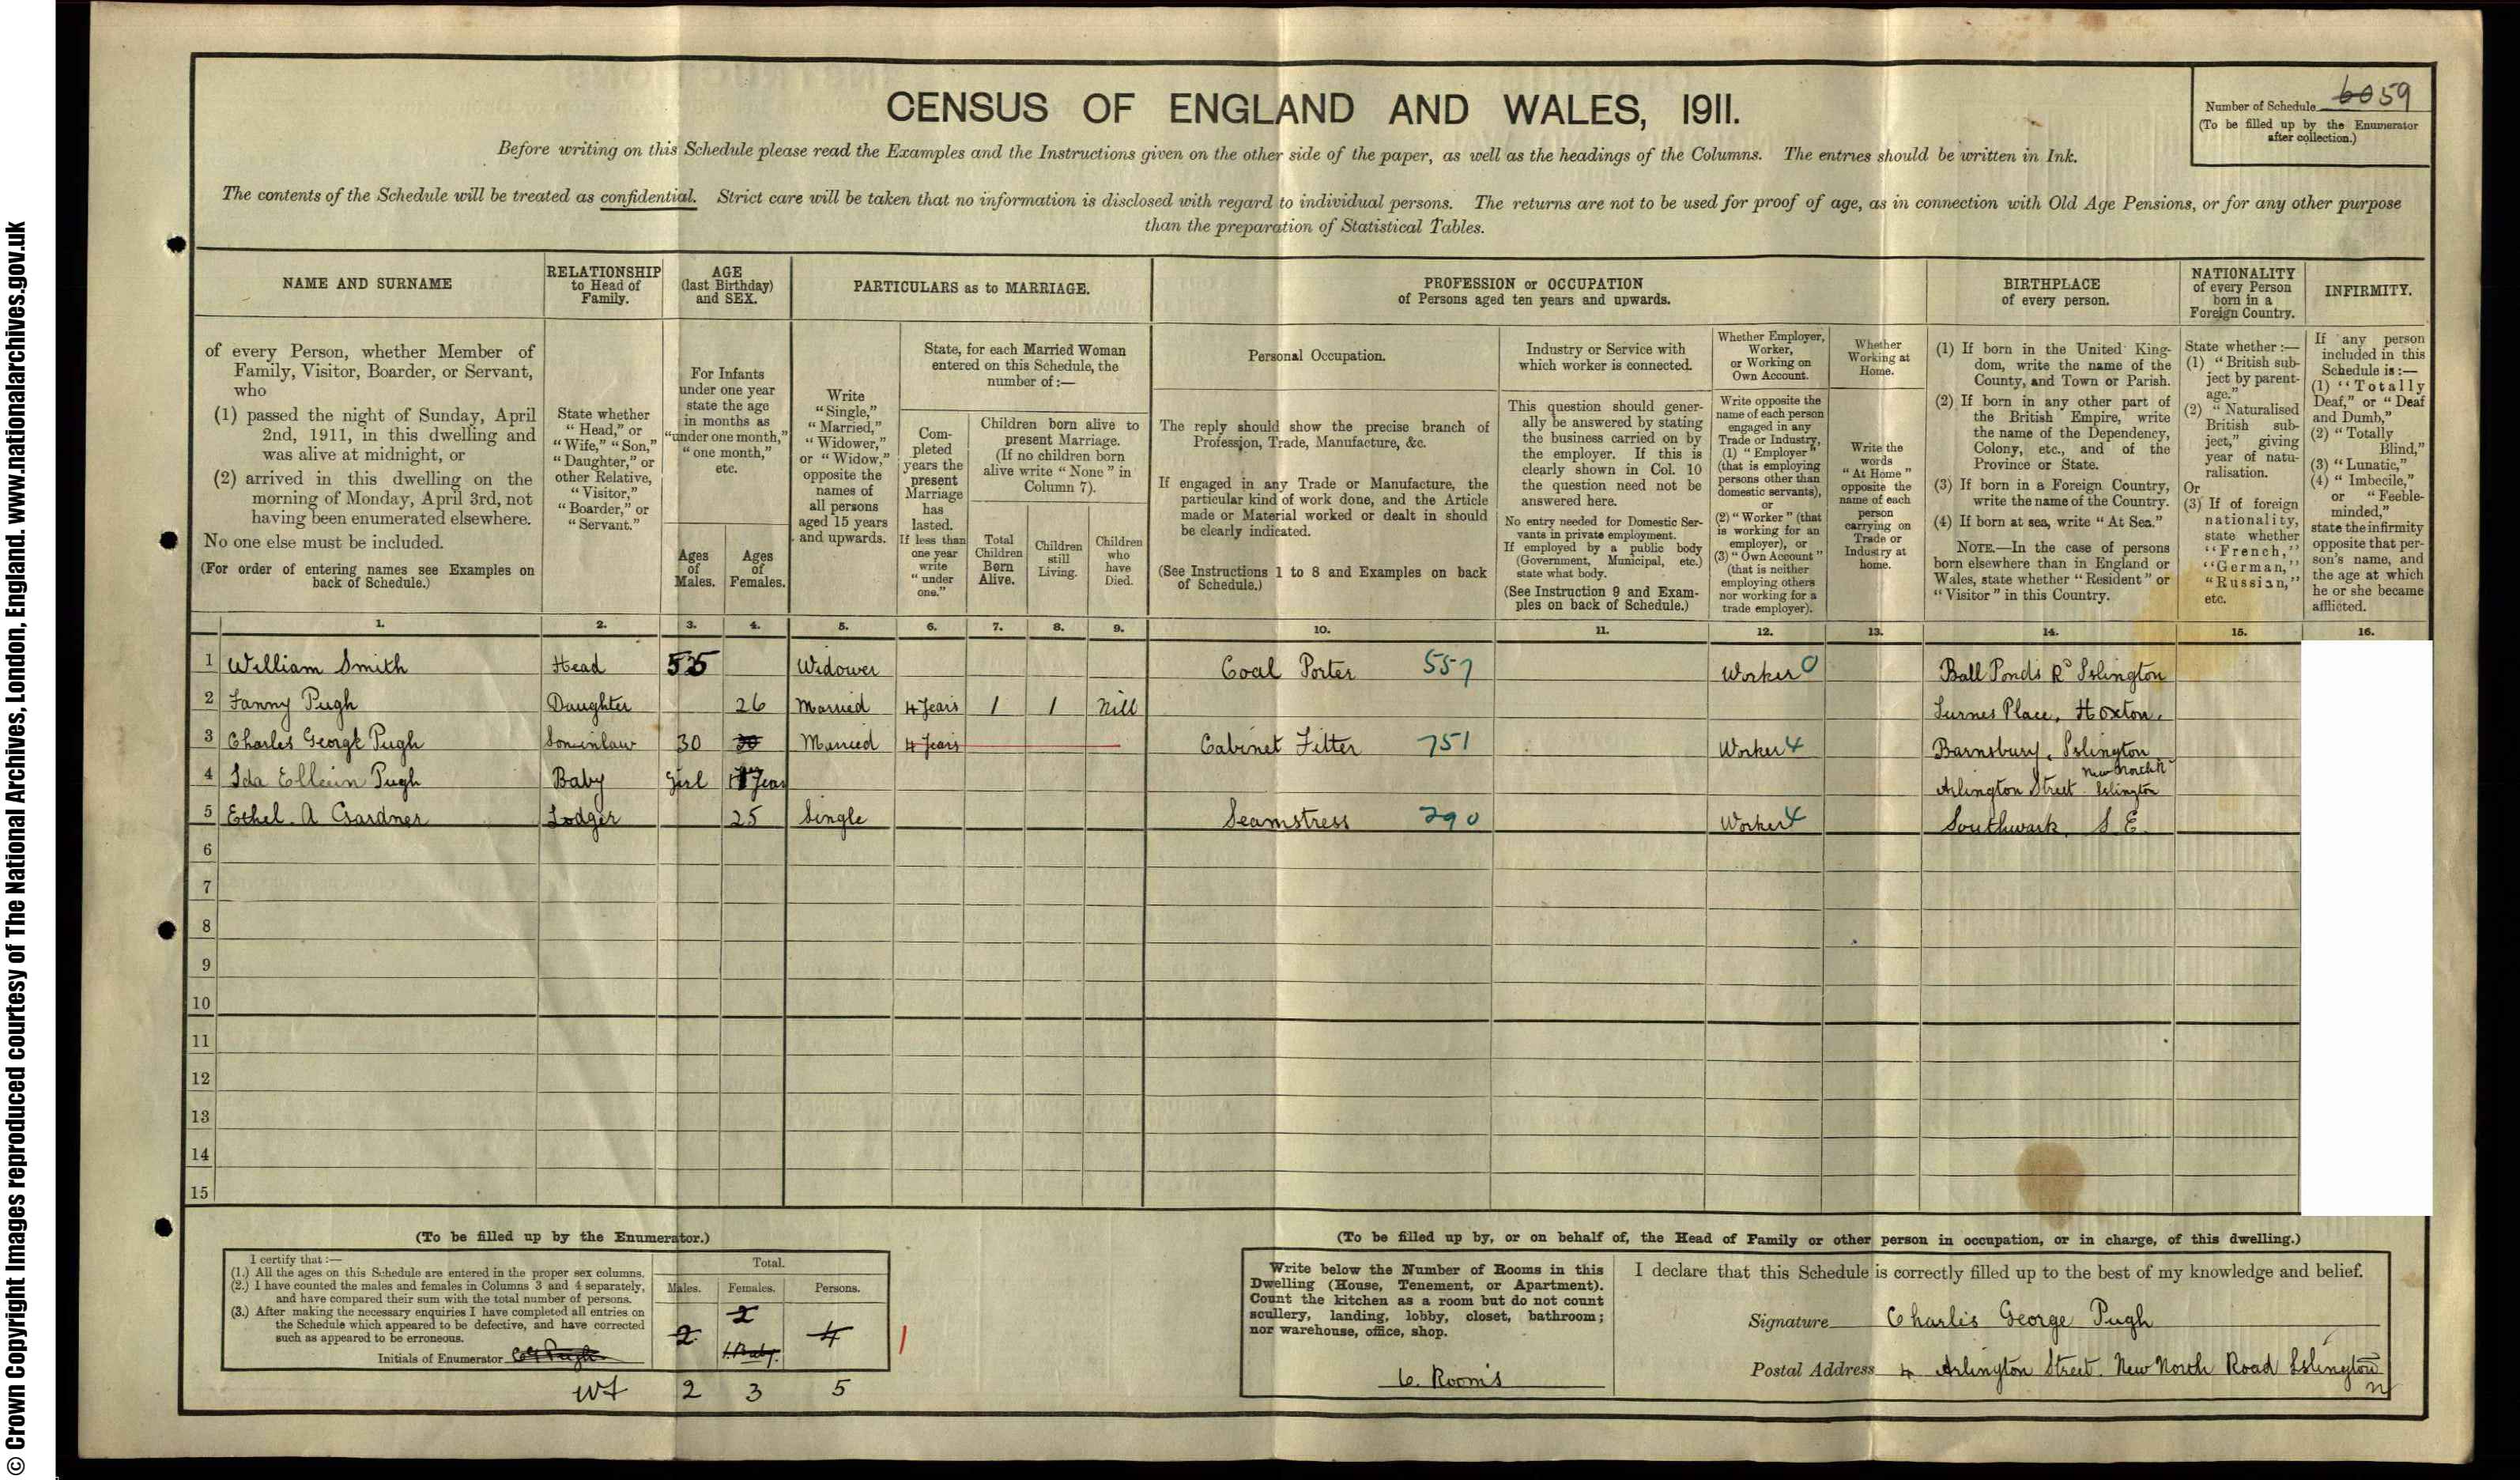 © Crown Copyright Images reproduced courtesy of The National Archives, London, England. www.nationalarchives.gov.uk
CENSUS OF ENGLAND AND WALES, 1911.
Number of Schedule 6059
(To be filled up by the Enumerator
after collection.)
Before writing on this Schedule please read the Examples and the Instructions given on the other side of the paper, as well as the headings of the Columns. The entries should be written in Ink.
The contents of the Schedule will be treated as confidential. Strict care will be taken that no information is disclosed with regard to individual persons. The returns are not to be used for proof of age, as in connection with Old Age Pensions, or for any other purpose
than the preparation of Statistical Tables.
NAME AND SURNAME
of every Person, whether Member of
Family, Visitor, Boarder, or Servant,
who
(1) passed the night of Sunday, April
2nd, 1911, in this dwelling and
was alive at midnight, or
(2) arrived in this dwelling on the
morning of Monday, April 3rd, not
having been enumerated elsewhere.
No one else must be included.
(For order of entering names see Examples on
back of Schedule.)
RELATIONSHIP
to Head of
Family.
State whether
"Head," or
"Wife," "Son,"
"Daughter," or
other Relative,
"Visitor,"
"Boarder," or
"Servant."
AGE
(last Birthday)
and SEX.
For Infants
under one year
state the age
in months as
"under one month,"
"one month,"
etc.
Ages
of
Males.
Ages
of
Females.
PARTICULARS as to MARRIAGE.
Write
"Single,"
"Married,"
"Widower,"
or "Widow,"
opposite the
names of
all persons
aged 15 years
and upwards.
State, for each Married Woman
entered on this Schedule, the
number of:—
Com-
pleted
years the
present
Marriage
has
lasted.
If less than
one year
write
"under
one."
Children born alive to
present Marriage.
(If no children born
alive write "None" in
Column 7).
Total
Children
Born
Alive.
Children
still
Living.
Children
who
have
Died.
PROFESSION or OCCUPATION
of Persons aged ten years and upwards.
Personal Occupation.
The reply should show the precise branch of
Profession, Trade, Manufacture, &c.
If engaged in any Trade or Manufacture, the
particular kind of work done, and the Article
made or Material worked or dealt in should
be clearly indicated.
(See Instructions 1 to 8 and Examples on back
of Schedule.)
Industry or Service with
which worker is connected.
This question should gener-
ally be answered by stating
the business carried on by
the employer. If this is
clearly shown in Col. 10
the question need not be
answered here.
No entry needed for Domestic Ser-
vants in private employment.
If employed by a public body
(Government, Municipal, etc.)
state what body.
(See Instruction 9 and Exam-
ples on back of Schedule.)
Whether Employer,
Worker,
or Working on
Own Account.
Write opposite the
name of each person
engaged in any
Trade or Industry,
(1) "Employer"
(that is employing
persons other than
domestic servants),
or
(2) "Worker" (that
is working for an
employer), or
(3) "Own Account"
(that is neither
employing others
nor working for a
trade employer).
Whether
Working at
Home.
Write the
words
"At Home"
opposite the
name of each
person
carrying on
Trade or
Industry at
home.
BIRTHPLACE
of every person.
(1) If born in the United King-
dom, write the name of the
County, and Town or Parish.
(2) If born in any other part of
the British Empire, write
the name of the Dependency,
Colony, etc., and of the
Province or State.
(3) If born in a Foreign Country,
write the name of the Country.
(4) If born at sea, write "At Sea."
NOTE.—In the case of persons
born elsewhere than in England or
Wales, state whether "Resident" or
"Visitor" in this Country.
NATIONALITY
of every Person
born in a
Foreign Country.
State whether:—
(1) "British sub-
ject by parent-
age."
(2) "Naturalised
British sub-
ject," giving
year of natu-
ralisation.
Or
(3) If of foreign
nationality,
state whether
"French,"
"German,"
"Russian,"
etc.
INFIRMITY.
If any person
included in this
Schedule is:—
(1) "Totally
Deaf," or "Deaf
and Dumb,"
(2) "Totally
Blind,"
(3) "Lunatic,"
(4) "Imbecile,"
or "Feeble-
minded,"
state the infirmity
opposite that per-
son's name, and
the age at which
he or she became
afflicted.
1. 2. 3. 4. 5. 6. 7. 8. 9. 10. 11. 12. 13. 14. 15. 16.
1 William Smith Head 55 Widower Coal Porter 557 Worker 0 Ball Ponds Rd Islington
2 Fanny Pugh Daughter 26 Married 4 Years 1 1 Nill Turnes Place, Hoxton.
3 Charles George Pugh Soninlaw 30 30 Married 4 Years Cabinet Fitter 751 Worker 4 Barnsbury, Islington
4 Ida Ellein Pugh Baby Girl 1 Year Arlington Street New North Rd Islington
5 Ethel. A Gardner Lodger 25 Single Seamstress 390 Worker 4 Southwark S E
6
7
8
9
10
11
12
13
14
15
(To be filled up by the Enumerator.)
I certify that:—
(1.) All the ages on this Schedule are entered in the proper sex columns.
(2.) I have counted the males and females in Columns 3 and 4 separately,
and have compared their sum with the total number of persons.
(3.) After making the necessary enquiries I have completed all entries on
the Schedule which appeared to be defective, and have corrected
such as appeared to be erroneous.
Initials of Enumerator CG Pugh
Total.
Males. Females. Persons.
2 2 4
1. Baby.
2 3 5
(To be filled up by, or on behalf of, the Head of Family or other person in occupation, or in charge, of this dwelling.)
Write below the Number of Rooms in this
Dwelling (House, Tenement, or Apartment).
Count the kitchen as a room but do not count
scullery, landing, lobby, closet, bathroom;
nor warehouse, office, shop.
6. Rooms
I declare that this Schedule is correctly filled up to the best of my knowledge and belief.
Signature Charlis George Pugh
Postal Address 4 Arlington Street. New North Road Islington
N